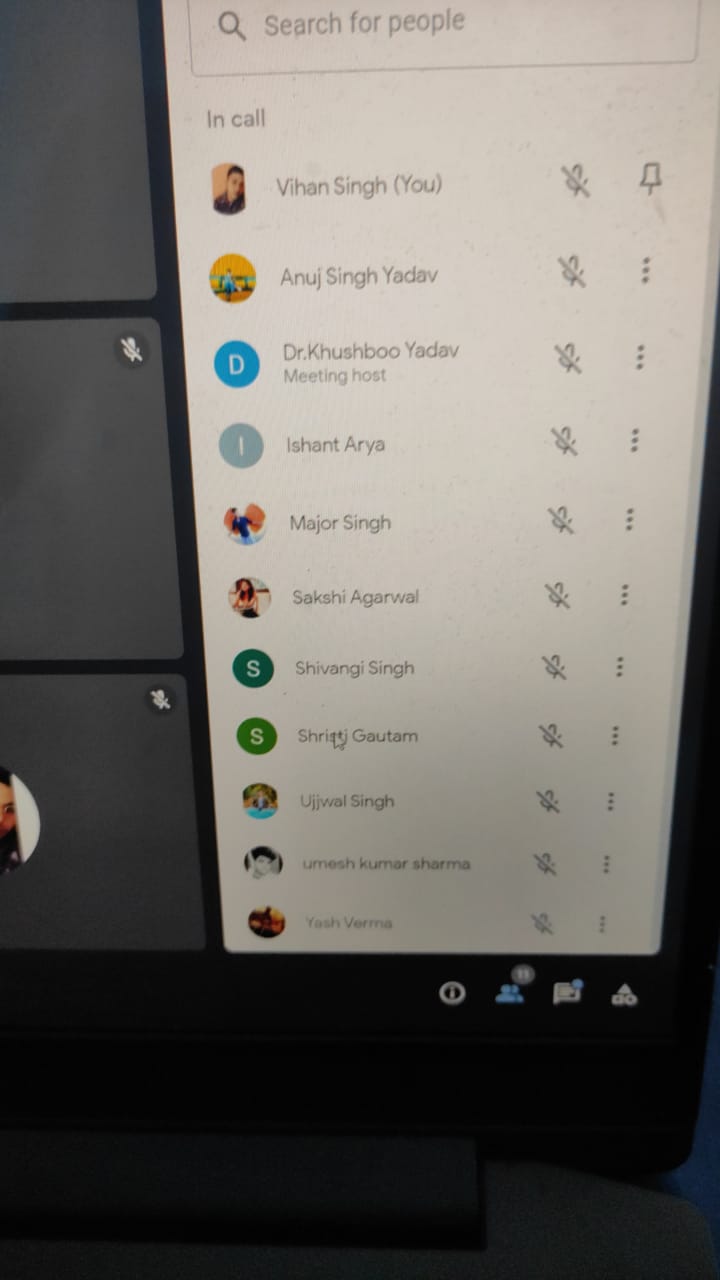 Search for people
In call
Vihan Singh (You)
Anuj Singh Yadav
D
Dr.Khushboo Yadav
Meeting host
I
Ishant Arya
Major Singh
Sakshi Agarwal
S
Shivangi Singh
S
Shristi Gautam
Ujjwal Singh
umesh kumar sharma
Yash Verma
11